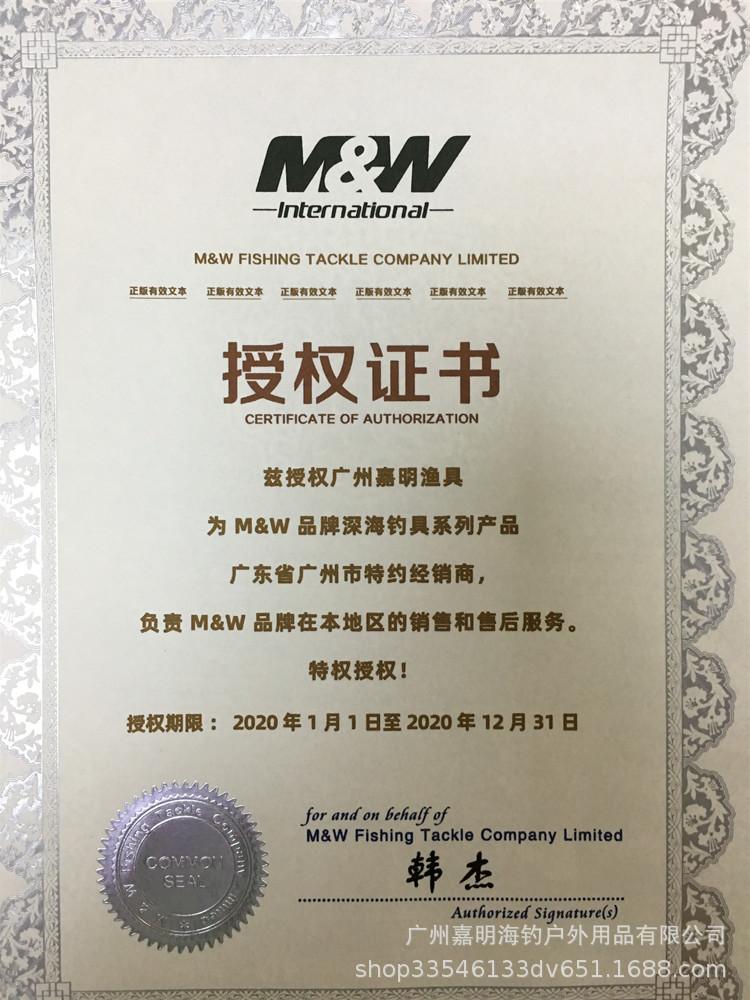 M&W
International
M&W FISHING TACKLE COMPANY LIMITED
正版有效文本 正版有效文本 正版有效文本 正版有效文本 正版有效文本 正版有效文本
授权证书
CERTIFICATE OF AUTHORIZATION
兹授权广州嘉明渔具
为 M&W 品牌深海钓具系列产品
广东省广州市特约经销商，
负责 M&W 品牌在本地区的销售和售后服务。
特权授权！
授权期限： 2020 年 1 月 1 日至 2020 年 12 月 31 日
M & W Fishing Tackle Company Limited
COMMON
SEAL
for and on behalf of
M&W Fishing Tackle Company Limited
韩杰
Authorized Signature(s)
广州嘉明海钓户外用品有限公司
shop33546133dv651.1688.com